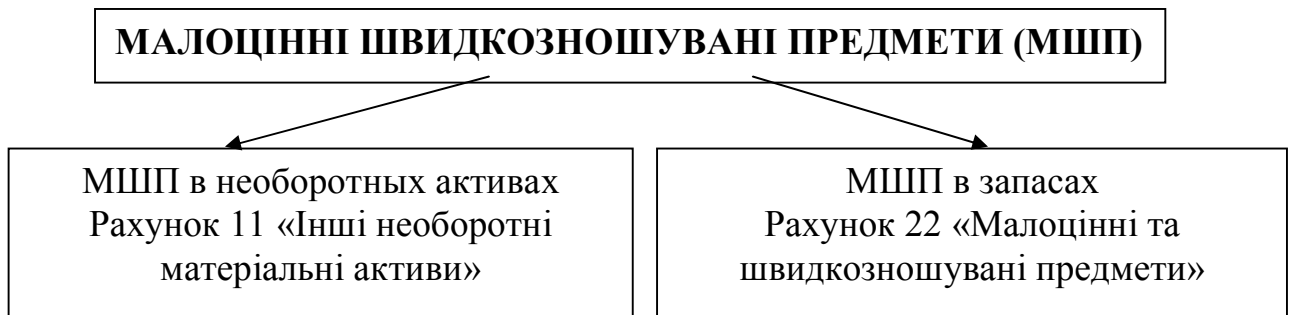 МАЛОЦІННІ ШВИДКОЗНОШУВАНІ ПРЕДМЕТИ (МШП)
МШП в необоротных активах
Рахунок 11 «Інші необоротні
матеріальні активи»
МШП в запасах
Рахунок 22 «Малоцінні та
швидкозношувані предмети»